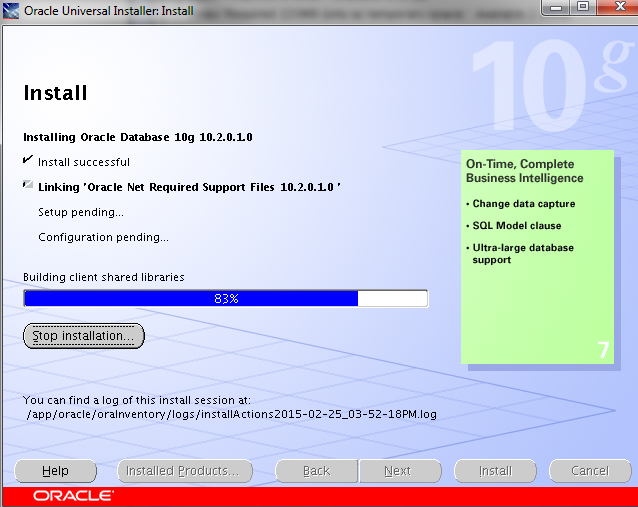 Oracle Universal Installer: Install
10g
Install
Installing Oracle Database 10g 10.2.0.1.0
Install successful
Linking 'Oracle Net Required Support Files 10.2.0.1.0 '
Setup pending...
Configuration pending...
Building client shared libraries
83%
Stop installation...
On-Time, Complete
Business Intelligence
• Change data capture
• SQL Model clause
• Ultra-large database
support
7
You can find a log of this install session at:
/app/oracle/oraInventory/logs/installActions2015-02-25_03-52-18PM.log
Help
Installed Products...
Back
Next
Install
Cancel
ORACLE